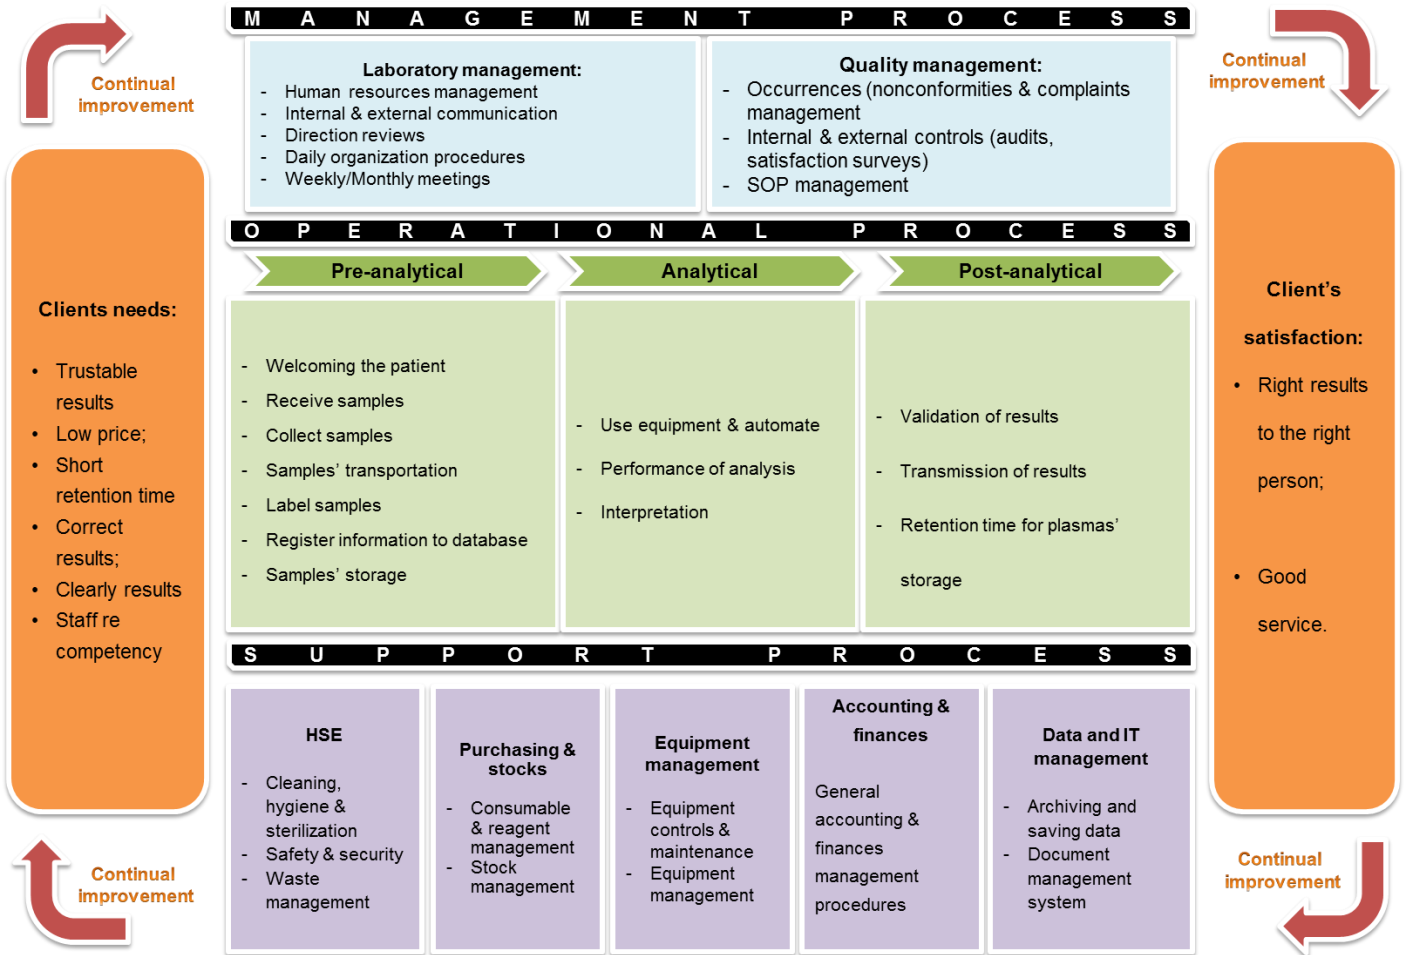 M A N A G E M E N T P R O C E S S
Continual
improvement
Laboratory management:
- Human resources management
- Internal & external communication
- Direction reviews
- Daily organization procedures
- Weekly/Monthly meetings
Quality management:
- Occurrences (nonconformities & complaints
management
- Internal & external controls (audits,
satisfaction surveys)
- SOP management
Continual
improvement
O P E R A T I O N A L P R O C E S S
Clients needs:
• Trustable
results
• Low price;
• Short
retention time
• Correct
results;
• Clearly results
• Staff re
competency
Pre-analytical
- Welcoming the patient
- Receive samples
- Collect samples
- Samples’ transportation
- Label samples
- Register information to database
- Samples’ storage
Analytical
- Use equipment & automate
- Performance of analysis
- Interpretation
Post-analytical
- Validation of results
- Transmission of results
- Retention time for plasmas’
storage
Client’s
satisfaction:
• Right results
to the right
person;
• Good
service.
S U P P O R T P R O C E S S
HSE
- Cleaning,
hygiene &
sterilization
- Safety & security
- Waste
management
Purchasing &
stocks
- Consumable
& reagent
management
- Stock
management
Equipment
management
- Equipment
controls &
maintenance
- Equipment
management
Accounting &
finances
General
accounting &
finances
management
procedures
Data and IT
management
- Archiving and
saving data
- Document
management
system
Continual
improvement
Continual
improvement